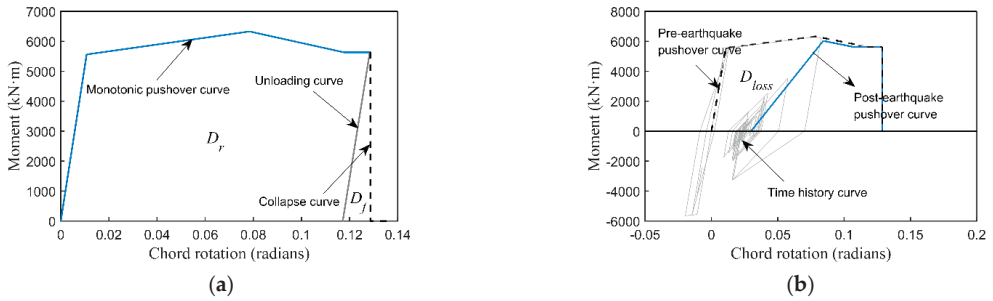 7000
6000
5000
4000
3000
2000
1000
0
Moment (kN·m)
0
0.02
0.04
0.06
0.08
0.1
0.12
0.14
Chord rotation (radians)
Monotonic pushover curve
Unloading curve
D_r
Collapse curve
D_f
(a)
8000
6000
4000
2000
0
-2000
-4000
-6000
Moment (kN·m)
-0.05
0
0.05
0.1
0.15
0.2
Chord rotation (radians)
Pre-earthquake
pushover curve
D_loss
Post-earthquake
pushover curve
Time history curve
(b)